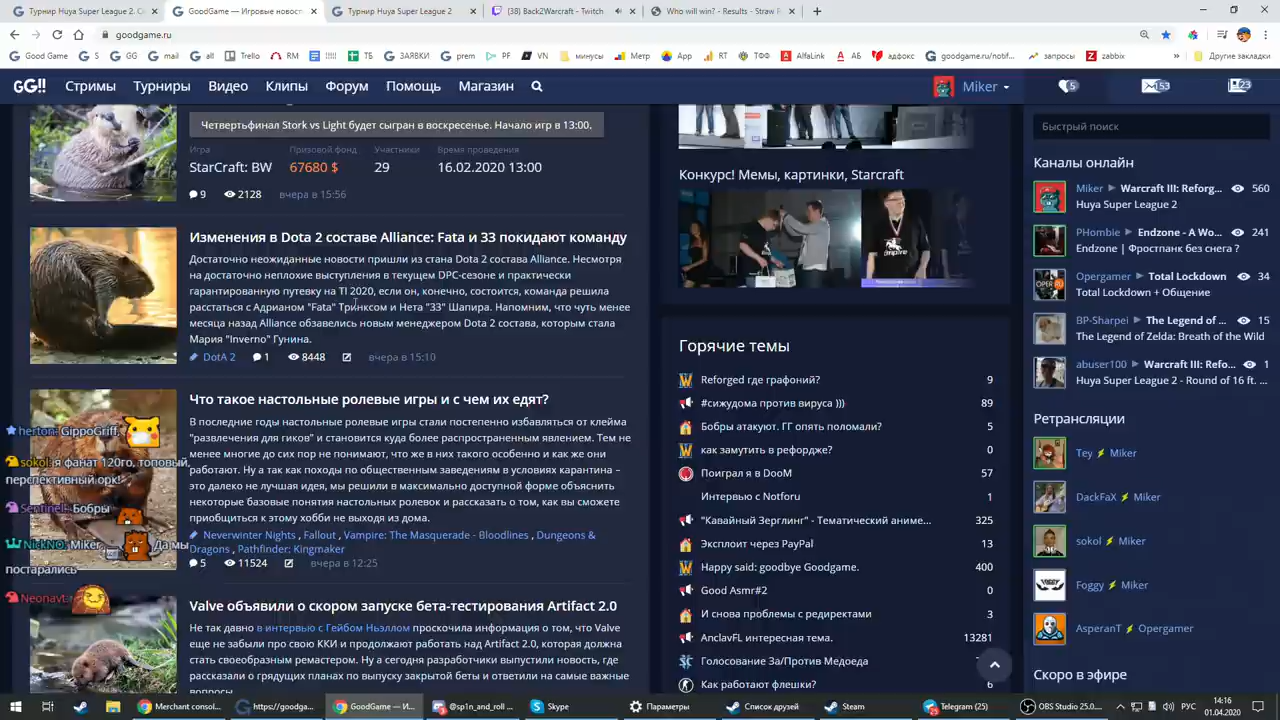 Турнир Huya Super League 2. С
GoodGame — Игровые новост
Турнир Huya Super League 2
(38) Back2Warcraft - Twitch
Who will win? - Results - Straw P
goodgame.ru
Good Game
G
GG
G mail
G all
Trello
RM
!!!!
ТБ
ЗАЯВКИ
G prem
PF
VN
минусы
Метр
App
RT
ТФФ
AlfaLink
АБ
адфокс
goodgame.ru/notif...
запросы
zabbix
»
Другие закладки
GG!!
Стримы
Турниры
Видео
Клипы
Форум
Помощь
Магазин
Miker
5
153
23
Четвертьфинал Stork vs Light будет сыгран в воскресенье. Начало игр в 13:00.
Игра
Призовой фонд
Участники
Время проведения
StarCraft: BW
67680 $
29
16.02.2020 13:00
9
2128
вчера в 15:56
Изменения в Dota 2 составе Alliance: Fata и 33 покидают команду
Достаточно неожиданные новости пришли из стана Dota 2 состава Alliance. Несмотря
на достаточно неплохие выступления в текущем DPC-сезоне и практически
гарантированную путевку на TI 2020, если он, конечно, состоится, команда решила
расстаться с Адрианом "Fata" Тринксом и Нета "33" Шапира. Напомним, что чуть менее
месяца назад Alliance обзавелись новым менеджером Dota 2 состава, которым стала
Мария "Inverno" Гунина.
DotA 2
1
8448
вчера в 15:10
Что такое настольные ролевые игры и с чем их едят?
В последние годы настольные ролевые игры стали постепенно избавляться от клейма
"развлечения для гиков" и становится куда более распространенным явлением. Тем не
менее многие до сих пор не понимают, что же в них такого особенного и как же они
работают. Ну а так как походы по общественным заведениям в условиях карантина –
это далеко не лучшая идея, мы решили в максимально доступной форме объяснить
некоторые базовые понятия настольных ролевок и рассказать о том, как вы сможете
приобщиться к этому хобби не выходя из дома.
Neverwinter Nights , Fallout , Vampire: The Masquerade - Bloodlines , Dungeons &
Dragons , Pathfinder: Kingmaker
5
11524
вчера в 12:25
herton: GippoGriff,
sokol: я фанат 120го, топовый,
перспективный орк!
Sentinel: Бобры
NickNO: Miker
Да мы
постарались
Neonavt:
Valve объявили о скором запуске бета-тестирования Artifact 2.0
Не так давно в интервью с Гейбом Ньэллом проскочила информация о том, что Valve
еще не забыли про свою ККИ и продолжают работать над Artifact 2.0, которая должна
стать своеобразным ремастером. Ну а сегодня разработчики выпустили новость, где
рассказали о грядущих планах по выпуску закрытой беты и ответили на самые важные
вопросы.
Конкурс! Мемы, картинки, Starcraft
Горячие темы
Reforged где графоний?
9
#сижудома против вируса )))
89
Бобры атакуют. ГГ опять поломали?
5
как замутить в рефордже?
0
Поиграл я в DooM
57
Интервью с Notforu
1
"Кавайный Зерглинг" - Тематический аниме...
325
Эксплоит через PayPal
13
Happy said: goodbye Goodgame.
400
Good Asmr#2
0
И снова проблемы с редиректами
3
AnclavFL интересная тема.
13281
Голосование За/Против Медоеда
Как работают флешки?
6
Быстрый поиск
Каналы онлайн
Miker
Warcraft III: Reforg...
560
Huya Super League 2
PHombie
Endzone - A Wo...
241
Endzone | Фростпанк без снега ?
Opergamer
Total Lockdown
34
Total Lockdown + Общение
BP-Sharpei
The Legend of ...
15
The Legend of Zelda: Breath of the Wild
abuser100
Warcraft III: Refo...
1
Huya Super League 2 - Round of 16 ft. ...
Ретрансляции
Tey
Miker
DackFaX
Miker
sokol
Miker
Foggy
Miker
AsperanT
Opergamer
Скоро в эфире
Merchant consol...
https://goodga...
GoodGame — И...
@sp1n_and_roll ...
Skype
Параметры
Список друзей
Steam
Telegram (25)
OBS Studio 25.0....
РУС
14:16
01.04.2020